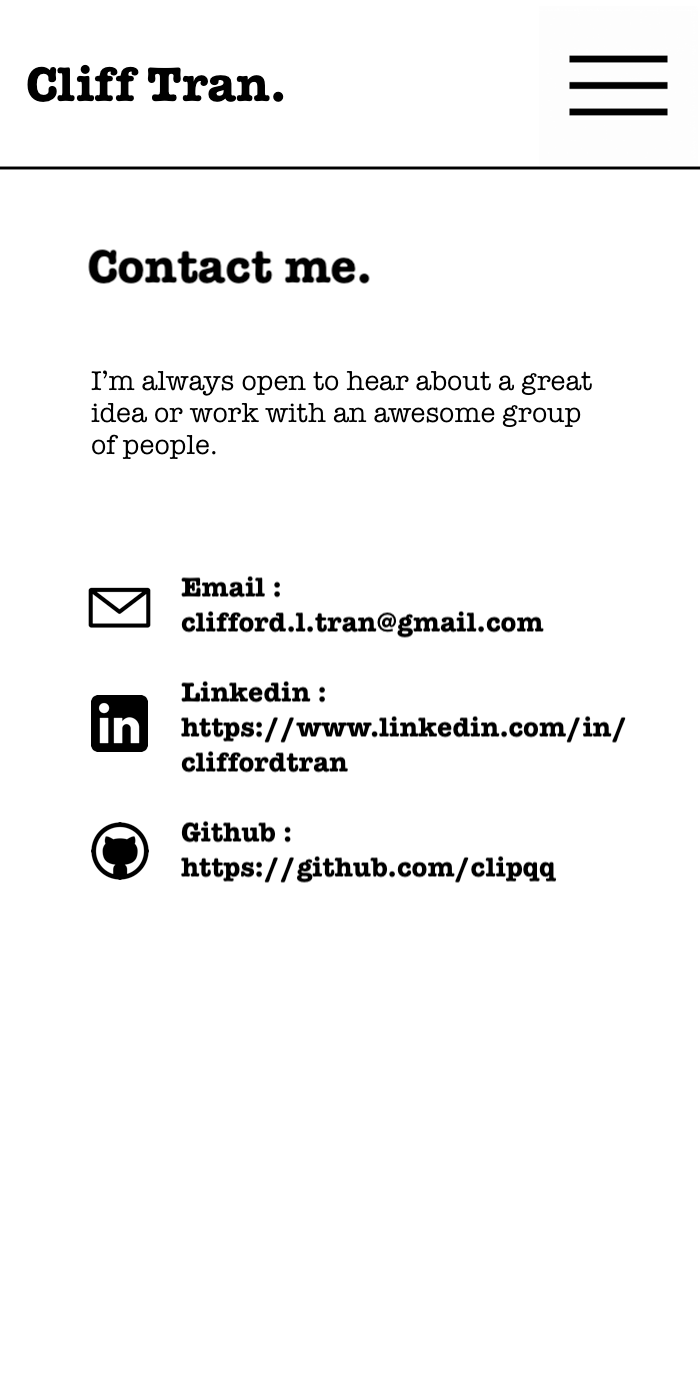 Cliff Tran.
Contact me.
I’m always open to hear about a great
idea or work with an awesome group
of people.
Email :
clifford.l.tran@gmail.com
in
Linkedin :
https://www.linkedin.com/in/
cliffordtran
Github :
https://github.com/clipqq